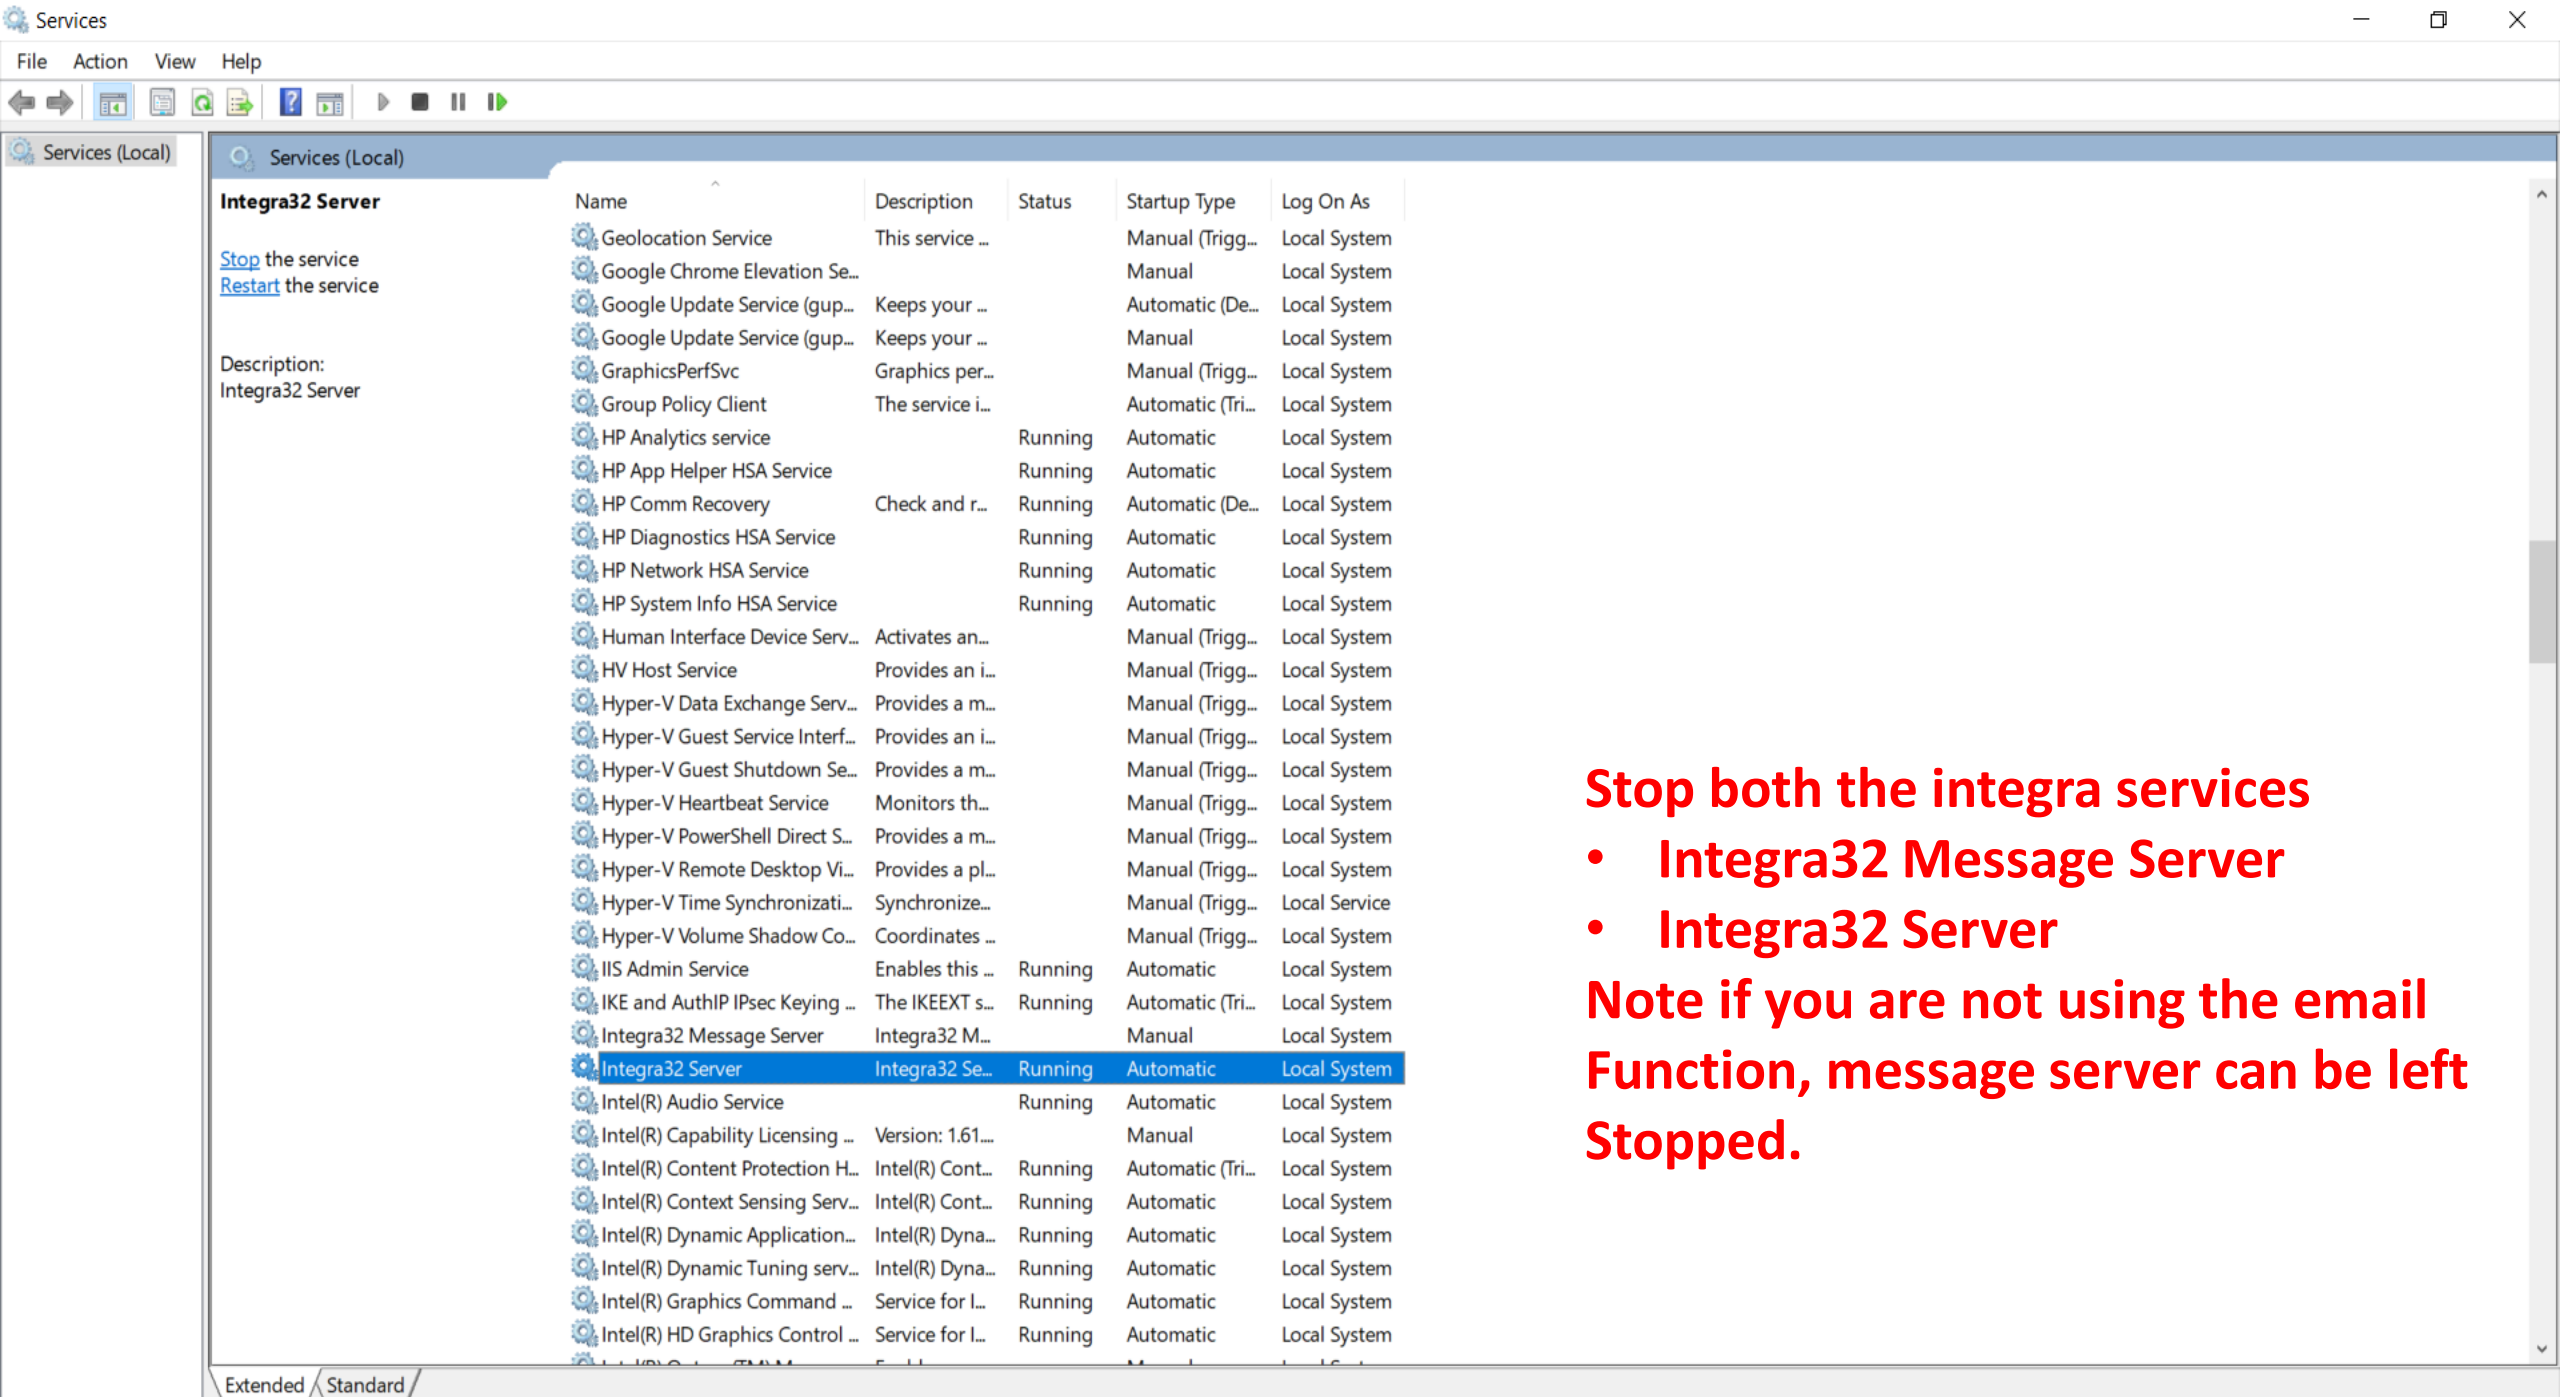 Services
File Action View Help
Services (Local)
Services (Local)
Integra32 Server
Stop the service
Restart the service
Description:
Integra32 Server
Name Description Status Startup Type Log On As
Geolocation Service This service ... Manual (Trigg... Local System
Google Chrome Elevation Se... Manual Local System
Google Update Service (gup... Keeps your ... Automatic (De... Local System
Google Update Service (gup... Keeps your ... Manual Local System
GraphicsPerfSvc Graphics per... Manual (Trigg... Local System
Group Policy Client The service i... Automatic (Tri... Local System
HP Analytics service Running Automatic Local System
HP App Helper HSA Service Running Automatic Local System
HP Comm Recovery Check and r... Running Automatic (De... Local System
HP Diagnostics HSA Service Running Automatic Local System
HP Network HSA Service Running Automatic Local System
HP System Info HSA Service Running Automatic Local System
Human Interface Device Serv... Activates an... Manual (Trigg... Local System
HV Host Service Provides an i... Manual (Trigg... Local System
Hyper-V Data Exchange Serv... Provides a m... Manual (Trigg... Local System
Hyper-V Guest Service Interf... Provides an i... Manual (Trigg... Local System
Hyper-V Guest Shutdown Se... Provides a m... Manual (Trigg... Local System
Hyper-V Heartbeat Service Monitors th... Manual (Trigg... Local System
Hyper-V PowerShell Direct S... Provides a m... Manual (Trigg... Local System
Hyper-V Remote Desktop Vi... Provides a pl... Manual (Trigg... Local System
Hyper-V Time Synchronizati... Synchronize... Manual (Trigg... Local Service
Hyper-V Volume Shadow Co... Coordinates ... Manual (Trigg... Local System
IIS Admin Service Enables this ... Running Automatic Local System
IKE and AuthIP IPsec Keying ... The IKEEXT s... Running Automatic (Tri... Local System
Integra32 Message Server Integra32 M... Manual Local System
Integra32 Server Integra32 Se... Running Automatic Local System
Intel(R) Audio Service Running Automatic Local System
Intel(R) Capability Licensing ... Version: 1.61.... Manual Local System
Intel(R) Content Protection H... Intel(R) Cont... Running Automatic (Tri... Local System
Intel(R) Context Sensing Serv... Intel(R) Cont... Running Automatic Local System
Intel(R) Dynamic Application... Intel(R) Dyna... Running Automatic Local System
Intel(R) Dynamic Tuning serv... Intel(R) Dyna... Running Automatic Local System
Intel(R) Graphics Command ... Service for I... Running Automatic Local System
Intel(R) HD Graphics Control ... Service for I... Running Automatic Local System
Stop both the integra services
• Integra32 Message Server
• Integra32 Server
Note if you are not using the email
Function, message server can be left
Stopped.
Extended Standard